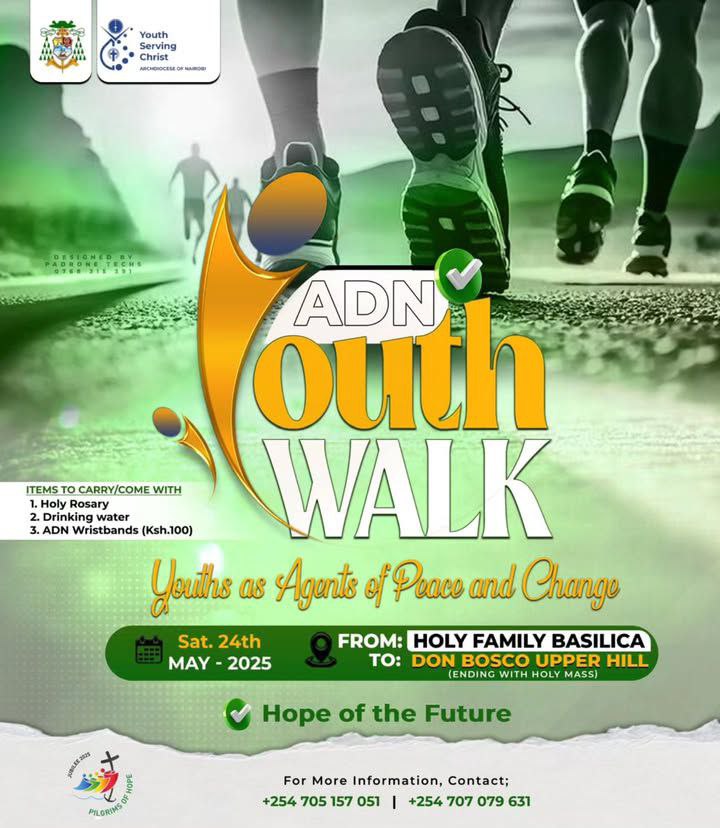 Youth
Serving
Christ
ARCHDIOCESE OF NAIROBI
DESIGNED BY
PADRONE TECHS
0768 316 391
ADN
Youth
WALK
ITEMS TO CARRY/COME WITH
1. Holy Rosary
2. Drinking water
3. ADN Wristbands (Ksh.100)
Youths as Agents of Peace and Change
Sat. 24th
MAY - 2025
FROM: HOLY FAMILY BASILICA
TO: DON BOSCO UPPER HILL
(ENDING WITH HOLY MASS)
Hope of the Future
JUBILEE 2025
PILGRIMS OF HOPE
For More Information, Contact;
+254 705 157 051 | +254 707 079 631